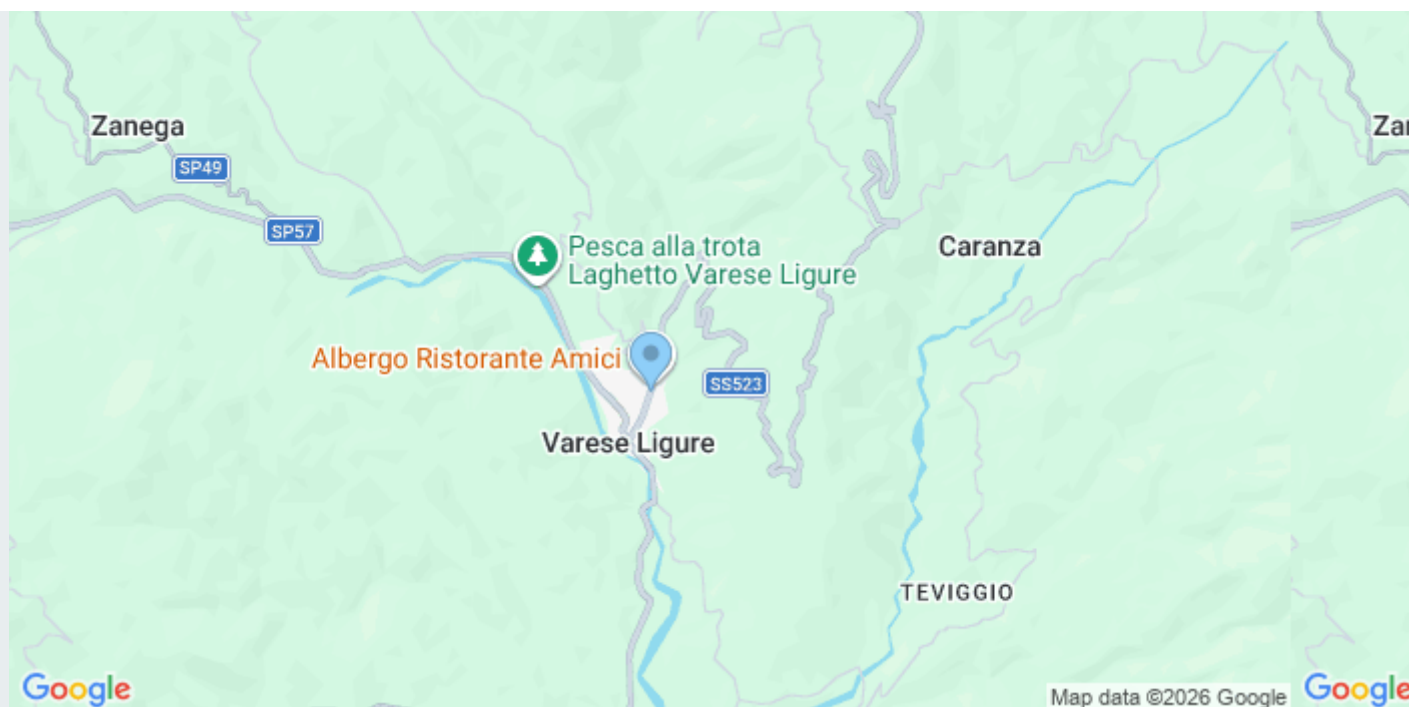 Zanega
Zar
SP49
SP57
Pesca alla trota
Laghetto Varese Ligure
Caranza
Albergo Ristorante Amici
SS523
Varese Ligure
TEVIGGIO
Google
Map data ©2026 Google
Google